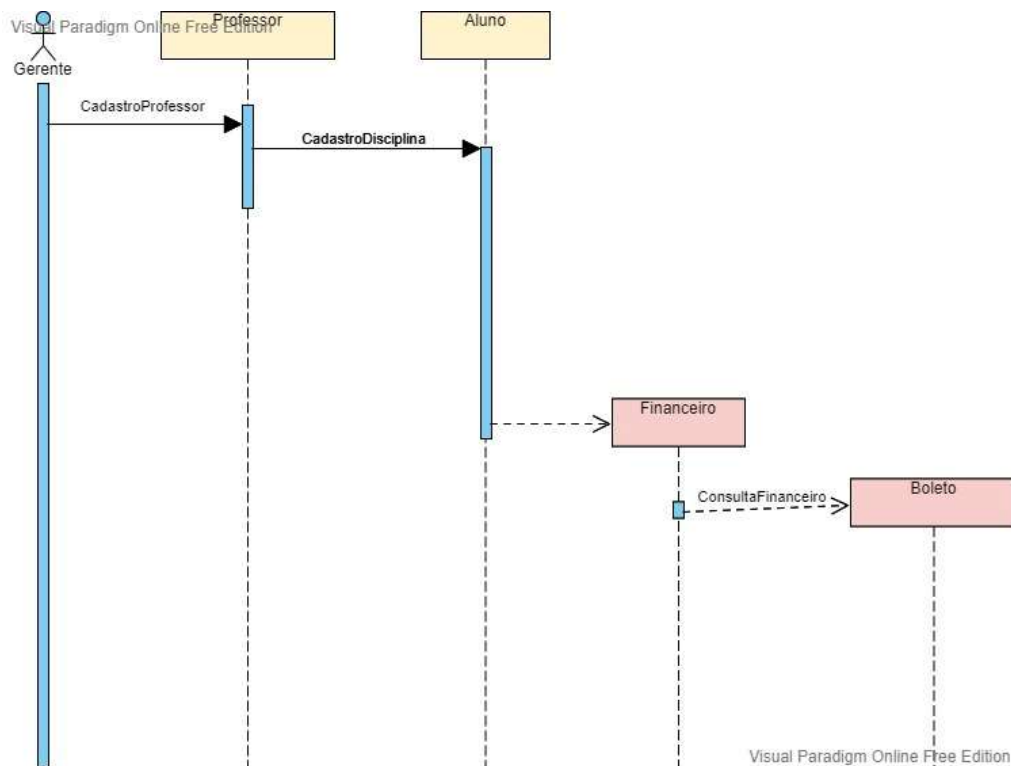 Visual Paradigm Online Free Edition
Professor
Aluno
Gerente
CadastroProfessor
CadastroDisciplina
Financeiro
ConsultaFinanceiro
Boleto
Visual Paradigm Online Free Edition